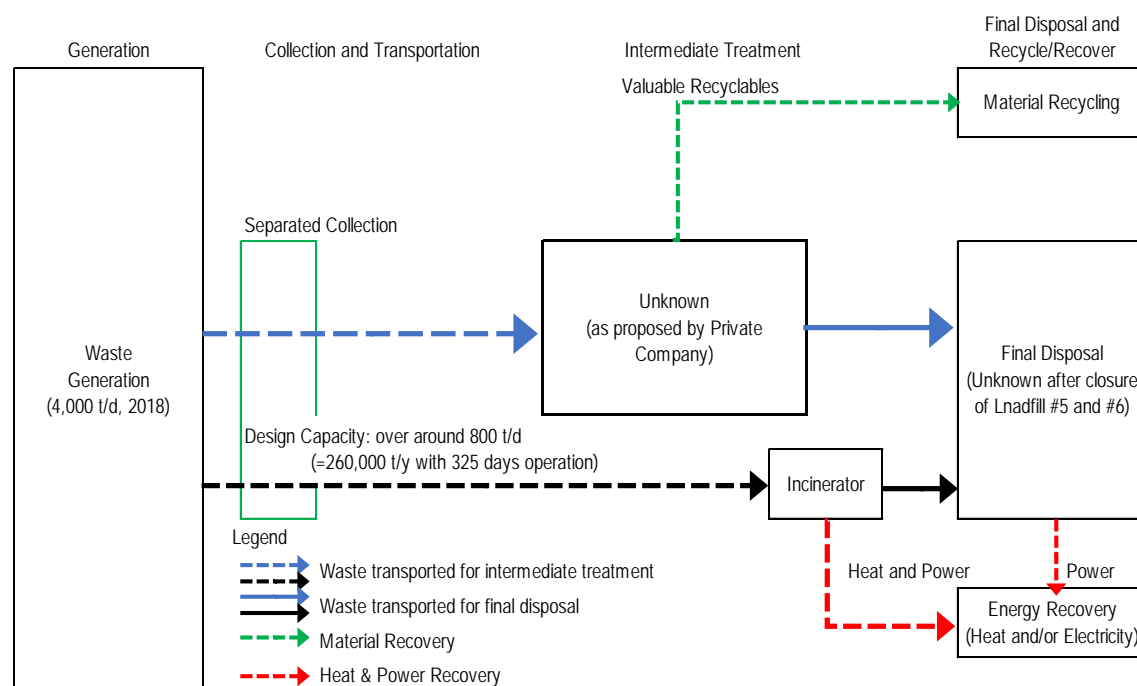 Generation
Collection and Transportation
Intermediate Treatment
Final Disposal and
Recycle/Recover
Valuable Recyclables
Material Recycling
Separated Collection
Unknown
(as proposed by Private
Company)
Waste
Generation
(4,000 t/d, 2018)
Final Disposal
(Unknown after closure
of Lnadfill #5 and #6)
Design Capacity: over around 800 t/d
(=260,000 t/y with 325 days operation)
Incinerator
Legend
Waste transported for intermediate treatment
Waste transported for final disposal
Material Recovery
Heat & Power Recovery
Heat and Power
Power
Energy Recovery
(Heat and/or Electricity)